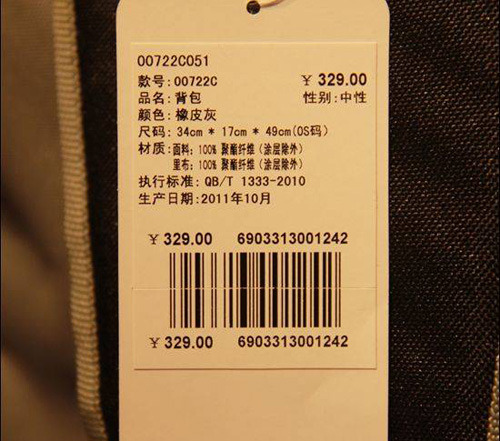 00722C051
款号:00722C ￥329.00
品名:背包 性别:中性
颜色:橡皮灰
尺码:34cm * 17cm * 49cm(OS码)
材质:面料:100% 聚酯纤维(涂层除外)
里布:100% 聚酯纤维(涂层除外)
执行标准:QB/T 1333-2010
生产日期:2011年10月
￥329.00 6903313001242
￥329.00 6903313001242